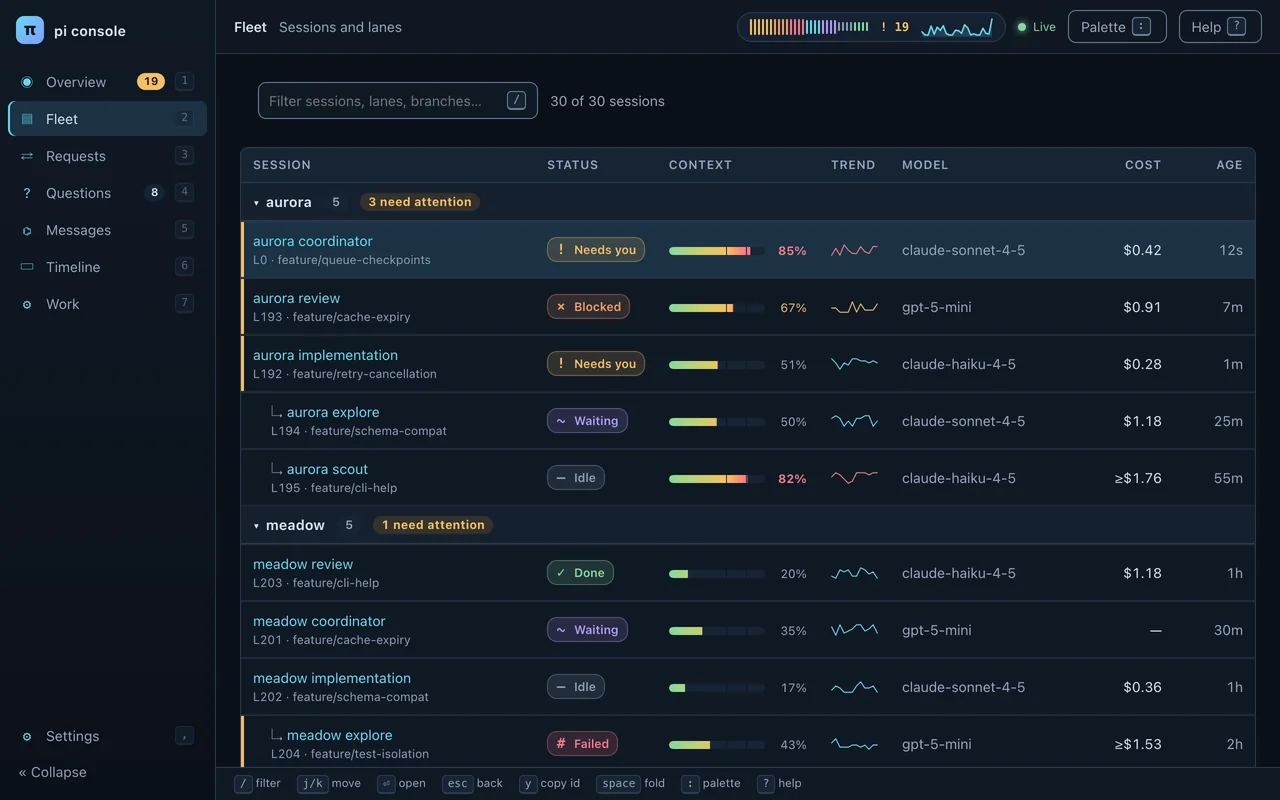 π pi console
Overview 19 1
Fleet 2
Requests 3
? Questions 8 4
Messages 5
Timeline 6
Work 7
Settings ,
« Collapse
Fleet Sessions and lanes
! 19
Live
Palette :
Help ?
Filter sessions, lanes, branches... /
30 of 30 sessions
SESSION STATUS CONTEXT TREND MODEL COST AGE
▾ aurora 5 3 need attention
aurora coordinator
L0 · feature/queue-checkpoints
! Needs you 85% claude-sonnet-4-5 $0.42 12s
aurora review
L193 · feature/cache-expiry
× Blocked 67% gpt-5-mini $0.91 7m
aurora implementation
L192 · feature/retry-cancellation
! Needs you 51% claude-haiku-4-5 $0.28 1m
aurora explore
L194 · feature/schema-compat
~ Waiting 50% claude-sonnet-4-5 $1.18 25m
aurora scout
L195 · feature/cli-help
— Idle 82% claude-haiku-4-5 ≥$1.76 55m
▾ meadow 5 1 need attention
meadow review
L203 · feature/cli-help
✓ Done 20% claude-haiku-4-5 $1.18 1h
meadow coordinator
L201 · feature/cache-expiry
~ Waiting 35% gpt-5-mini — 30m
meadow implementation
L202 · feature/schema-compat
— Idle 17% claude-sonnet-4-5 $0.36 1h
meadow explore
L204 · feature/test-isolation
# Failed 43% gpt-5-mini ≥$1.53 2h
/ filter j/k move ⏎ open esc back y copy id space fold : palette ? help